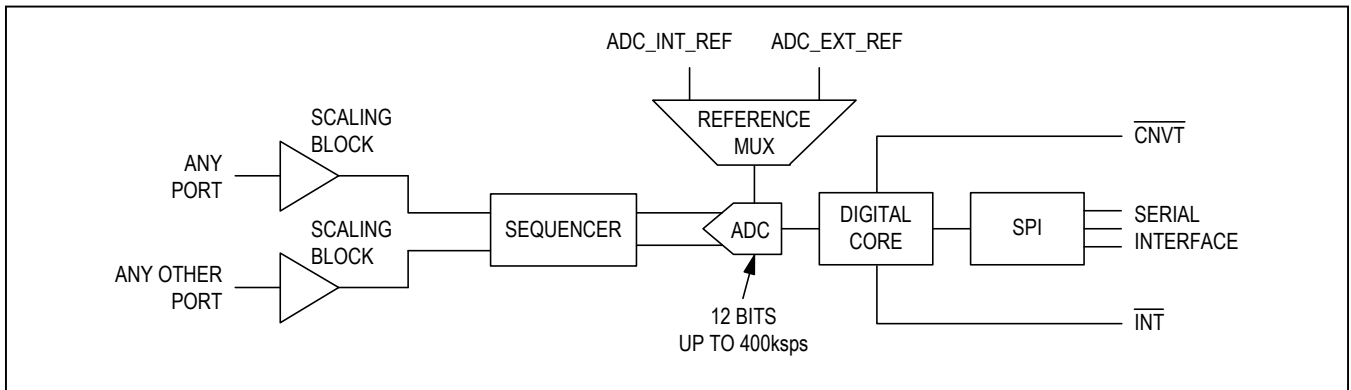 ADC_INT_REF
ADC_EXT_REF
REFERENCE
MUX
SCALING
BLOCK
ANY
PORT
SCALING
BLOCK
ANY OTHER
PORT
SEQUENCER
ADC
12 BITS
UP TO 400ksps
DIGITAL
CORE
SPI
CNVT
SERIAL
INTERFACE
INT